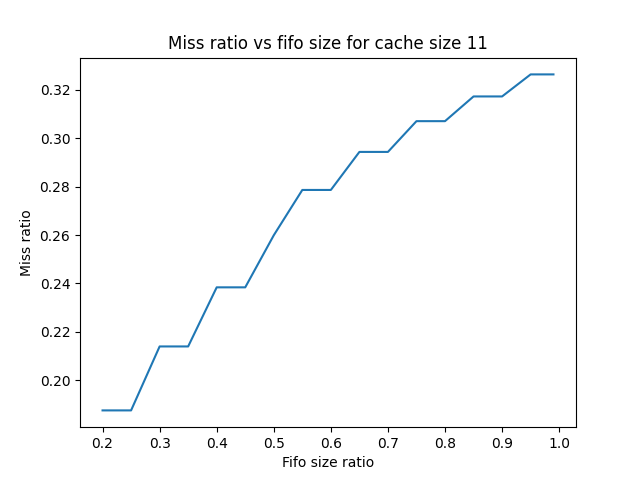 Miss ratio vs fifo size for cache size 11
0.32
0.30
0.28
0.26
0.24
0.22
0.20
Miss ratio
0.2 0.3 0.4 0.5 0.6 0.7 0.8 0.9 1.0
Fifo size ratio